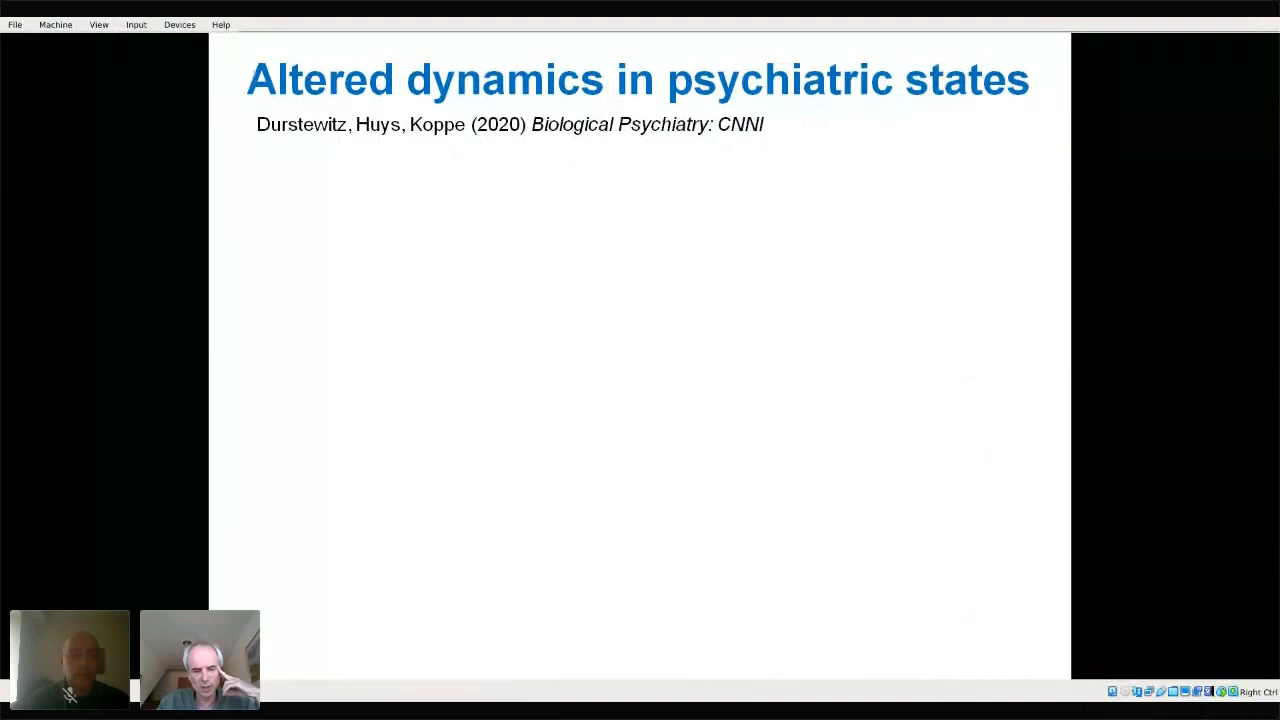 File Machine View Input Devices Help
Altered dynamics in psychiatric states
Durstewitz, Huys, Koppe (2020) Biological Psychiatry: CNNI
Right Ctrl